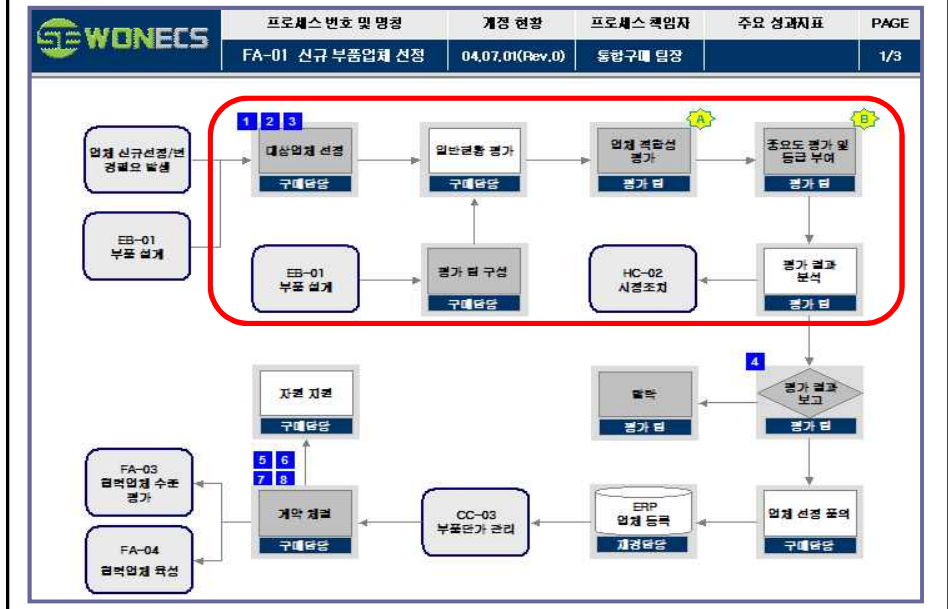 WONECS
프로세스 번호 및 명칭
개정 현황
프로세스 책임자
주요 성과지표
PAGE
FA-01 신규 부품업체 선정
04.07.01(Rev.0)
통합구매 팀장
1/3
1 2 3
A
B
업체 신규선정/변
경필요 발생
대상업체 선정
구매담당
일반현황 평가
구매담당
업체 적합성
평가
평가 팀
중요도 평가 및
등급 부여
평가 팀
EB-01
부품 설계
EB-01
부품 설계
평가 팀 구성
구매담당
HC-02
시정조치
평가 결과
분석
평가 팀
4
자원 지원
구매담당
탈락
평가 팀
평가 결과
보고
평가 팀
5 6
7 8
FA-03
협력업체 수준
평가
계약 체결
구매담당
CC-03
부품단가 관리
ERP
업체 등록
재경담당
업체 선정 품의
구매담당
FA-04
협력업체 육성